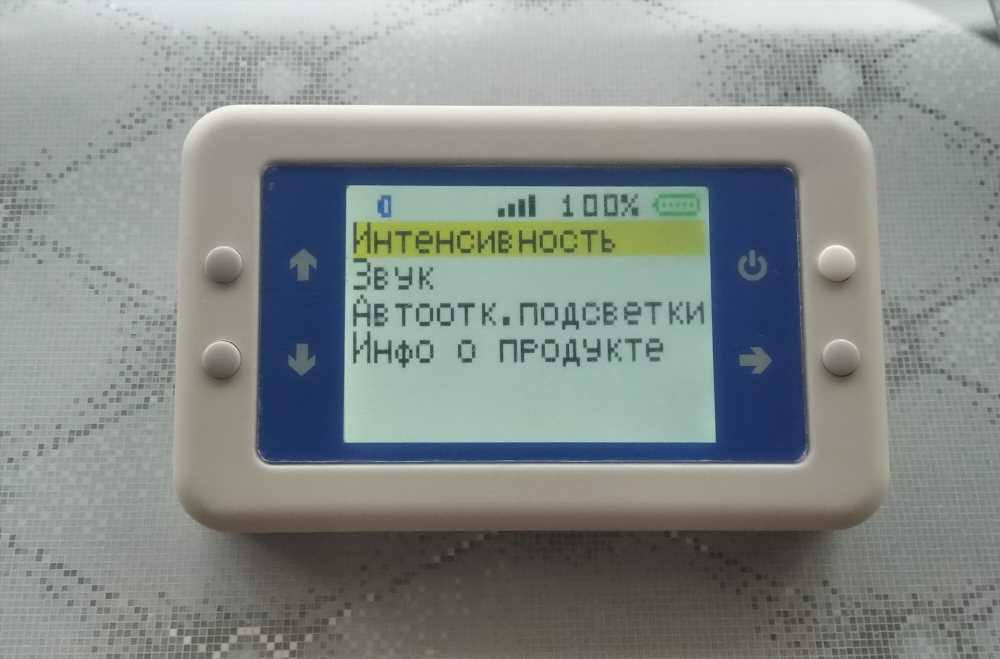 100%
Интенсивность
Звук
Автоотк.подсветки
Инфо о продукте